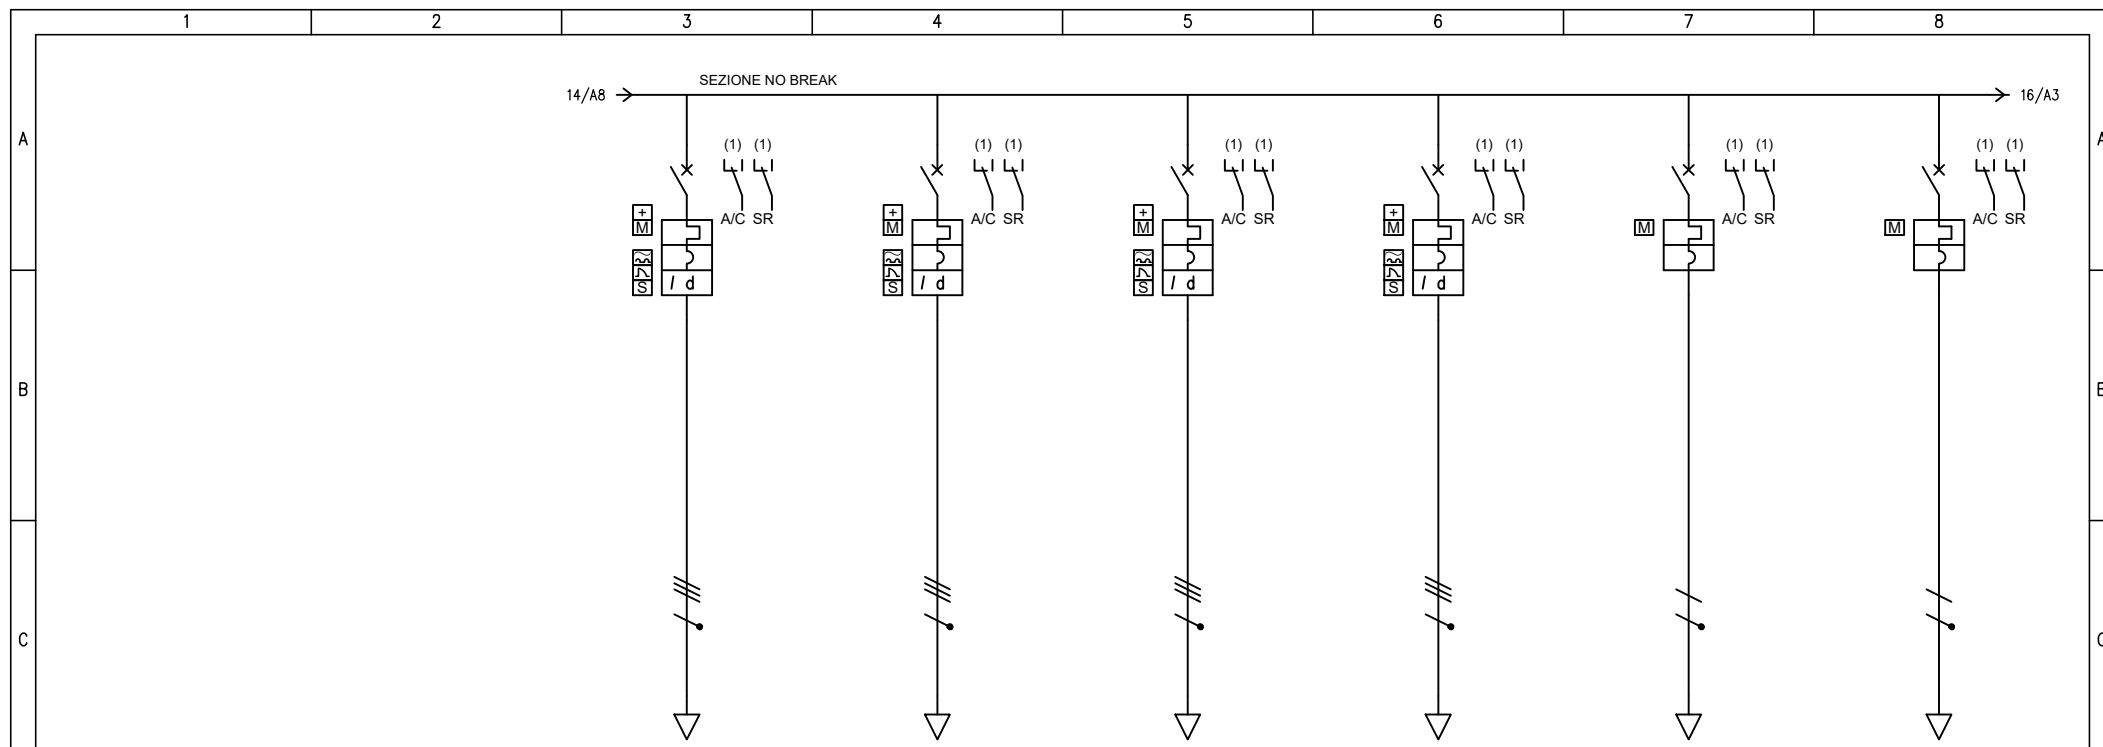 1 2 3 4 5 6 7 8
SEZIONE NO BREAK
14/A8 16/A3
A A
(1) (1) (1) (1) (1) (1) (1) (1) (1) (1) (1) (1)
+ + + +
A/C SR A/C SR A/C SR A/C SR A/C SR A/C SR
M M M M M M
I d I d I d I d
S S S S
B B
C C